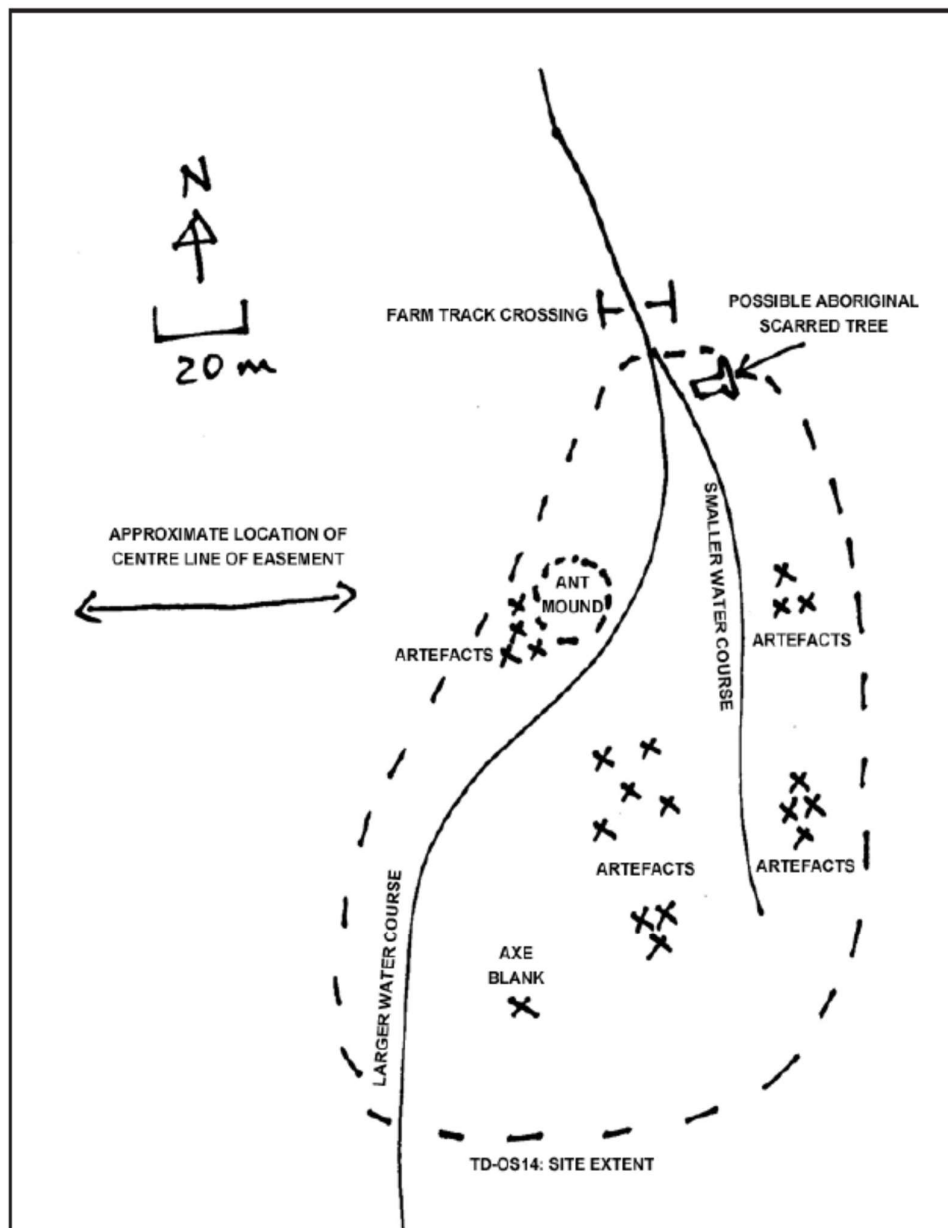 N
20 m
FARM TRACK CROSSING
POSSIBLE ABORIGINAL
SCARRED TREE
APPROXIMATE LOCATION OF
CENTRE LINE OF EASEMENT
SMALLER WATER COURSE
ANT
MOUND
ARTEFACTS
ARTEFACTS
ARTEFACTS
ARTEFACTS
LARGER WATER COURSE
AXE
BLANK
TD-OS14: SITE EXTENT